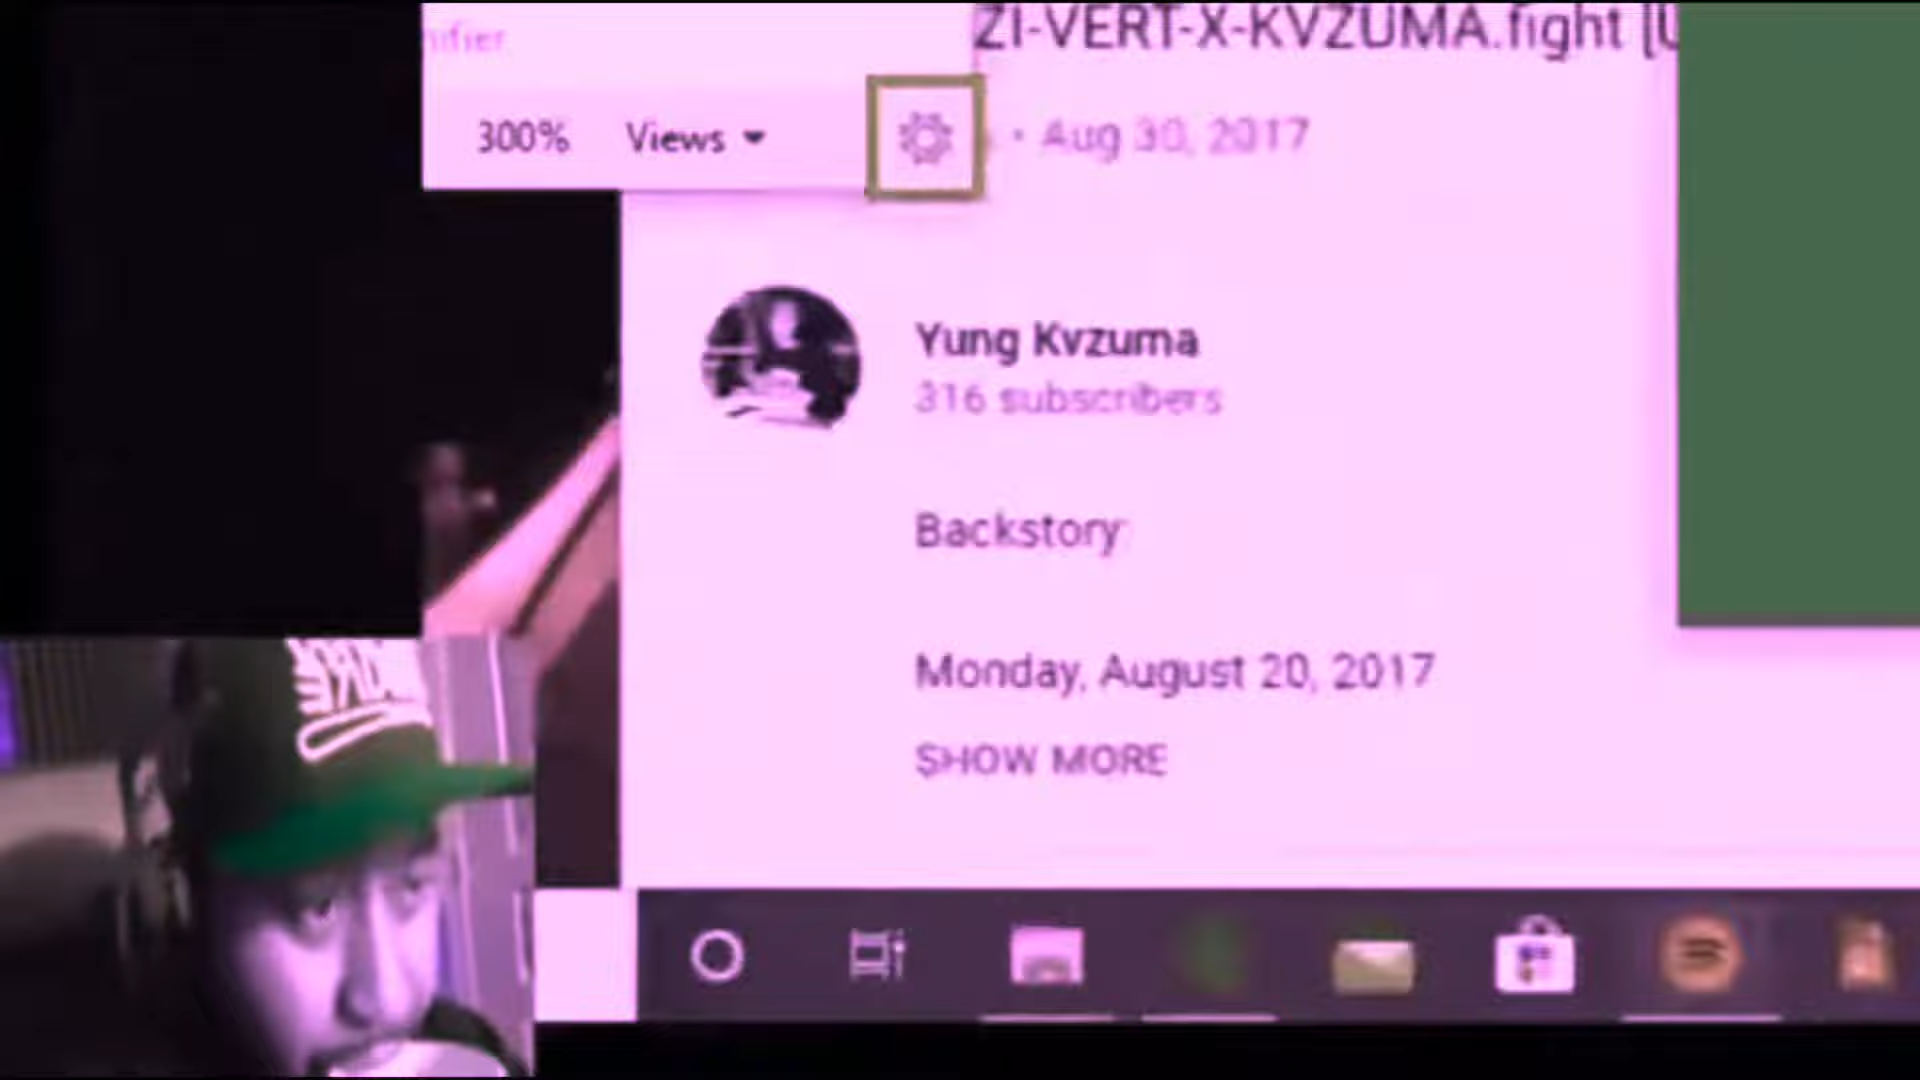 ZI-VERT-X-KVZUMA.fight [U
nifier
300% Views
• Aug 30, 2017
Yung Kvzuma
316 subscribers
Backstory
Monday, August 20, 2017
SHOW MORE